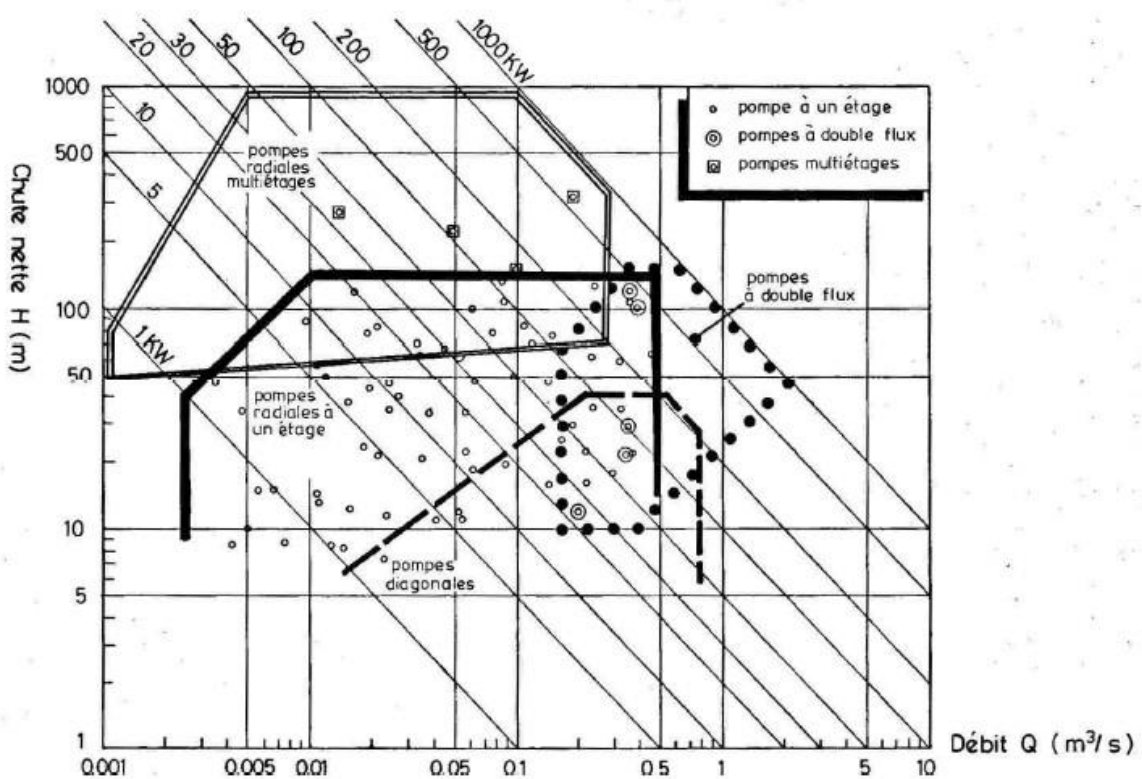 20
30
50
100
200
500
1000 KW
1000
10
500
5
100
1 KW
50
10
5
1
Chute nette H (m)
pompe à un étage
pompes à double flux
pompes multiétages
pompes
radiales
multiétages
pompes
à double flux
pompes
radiales à
un étage
pompes
diagonales
0.001
0.005
0.01
0.05
0.1
0.5
1
5
10
Débit Q (m³/s)